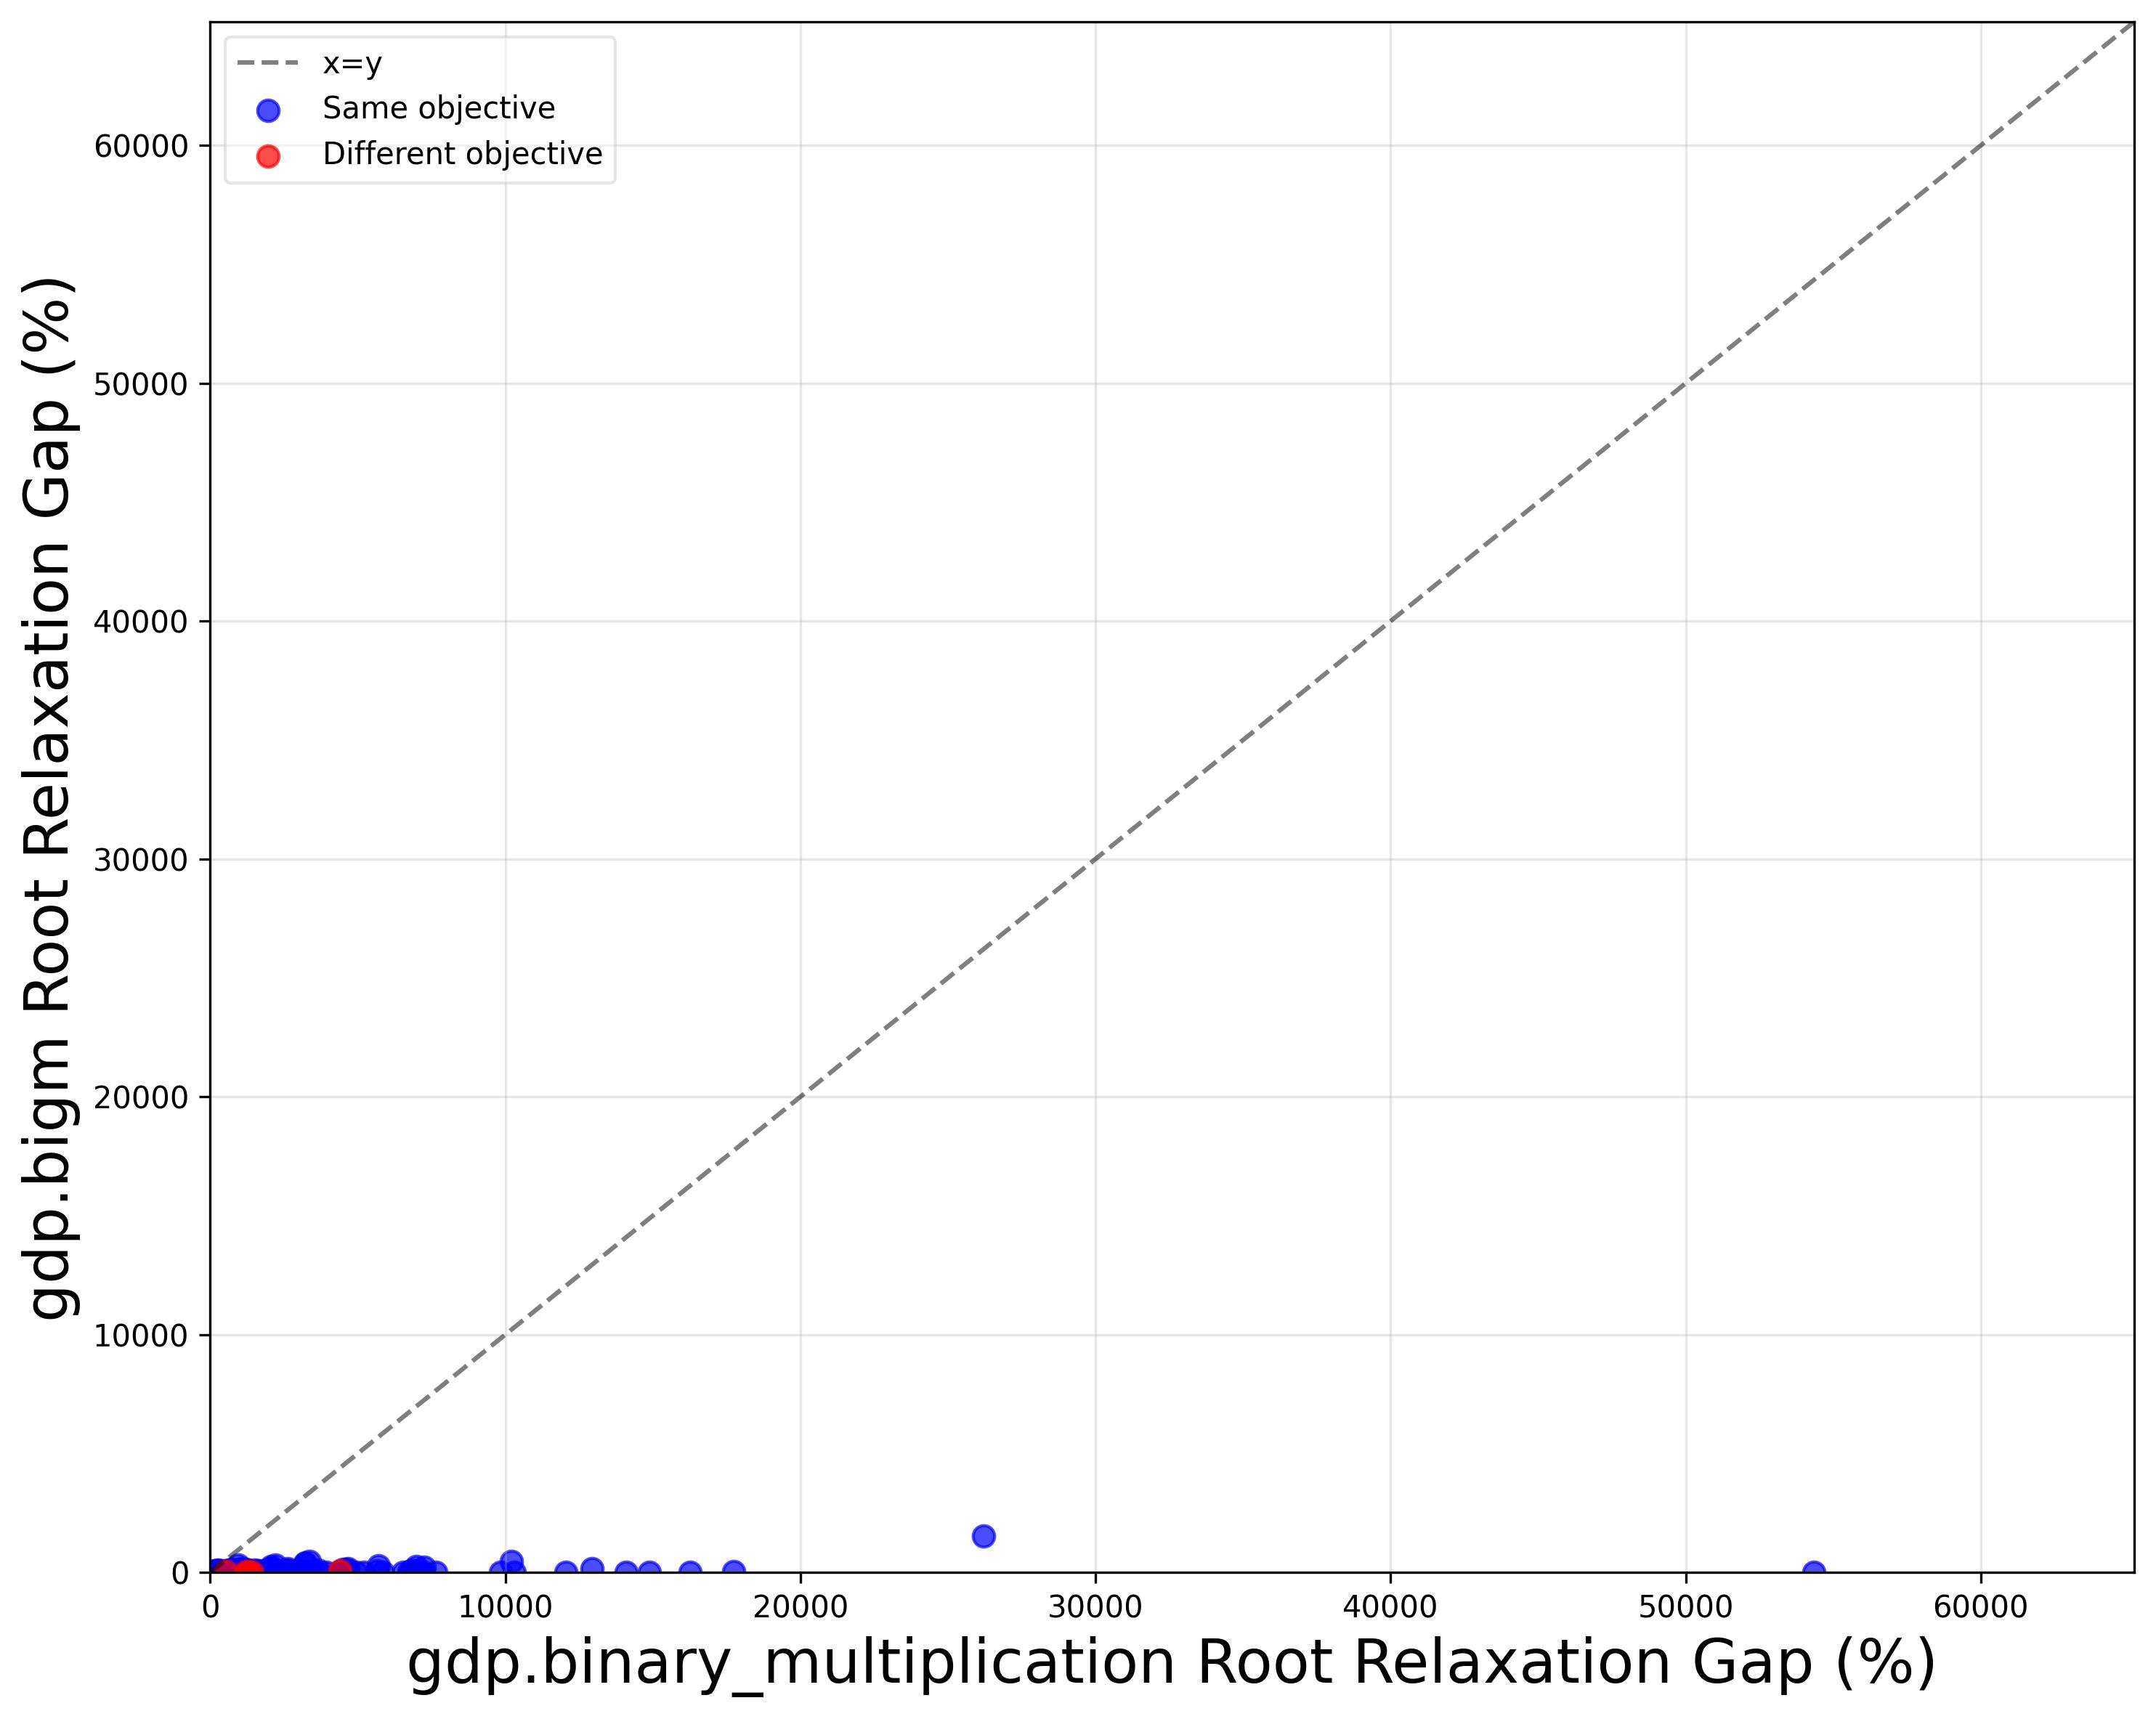 x=y
Same objective
Different objective
gdp.bigm Root Relaxation Gap (%)
60000
50000
40000
30000
20000
10000
0
0 10000 20000 30000 40000 50000 60000
gdp.binary_multiplication Root Relaxation Gap (%)